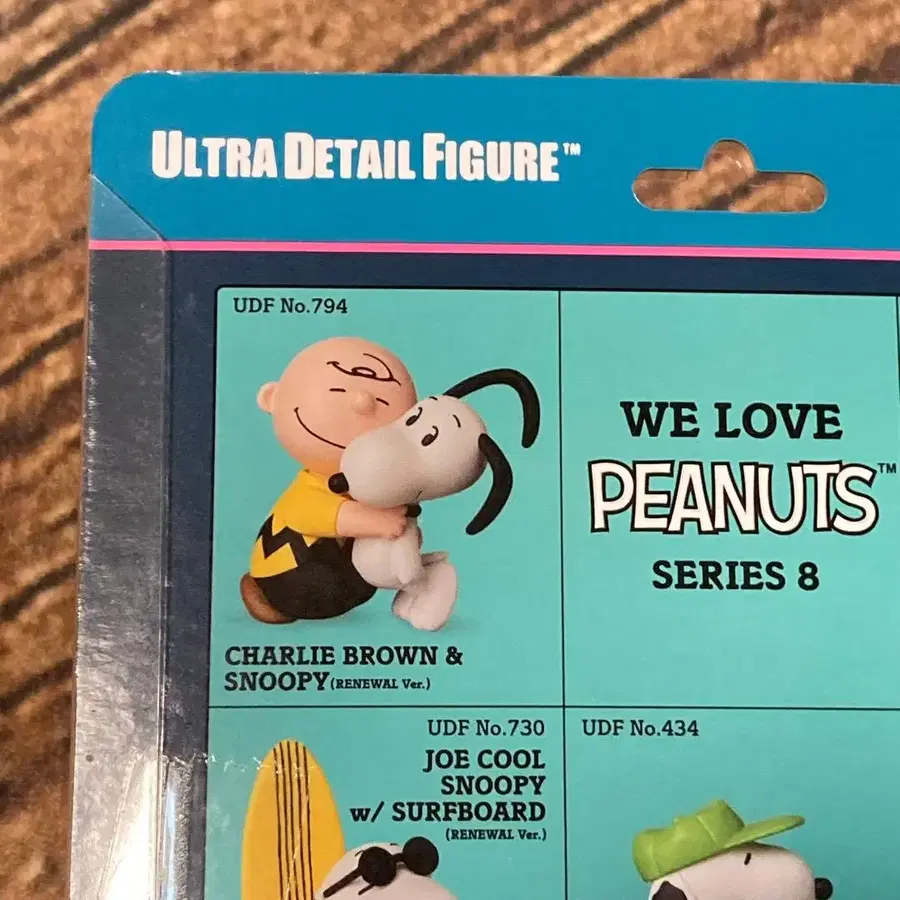 ULTRA DETAIL FIGURE™
UDF No.794
WE LOVE
PEANUTS™
SERIES 8
CHARLIE BROWN &
SNOOPY (RENEWAL Ver.)
UDF No.730
JOE COOL
SNOOPY
w/ SURFBOARD
(RENEWAL Ver.)
UDF No.434